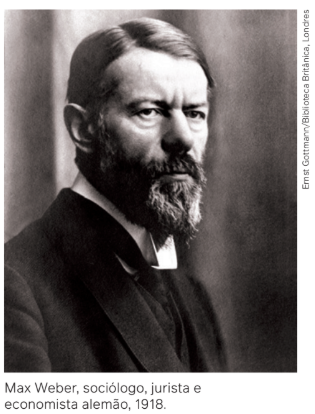 Ernst Gottmann/Biblioteca Britânica, Londres
Max Weber, sociólogo, jurista e
economista alemão, 1918.